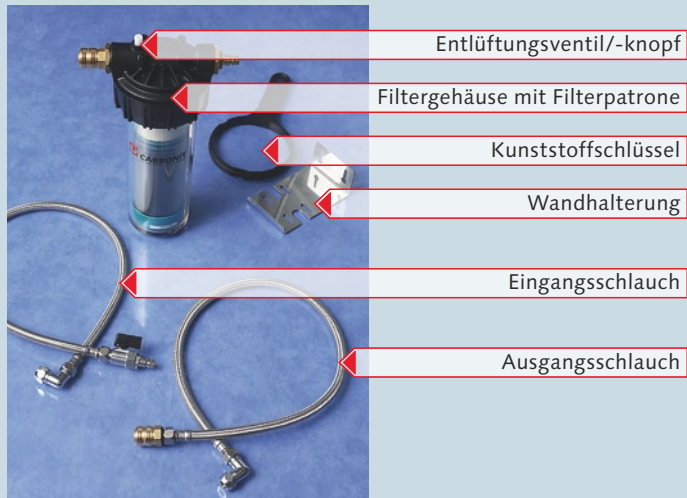 Entlüftungsventil/-knopf
Filtergehäuse mit Filterpatrone
CARBONIT
Kunststoffschlüssel
Wandhalterung
Eingangsschlauch
Ausgangsschlauch